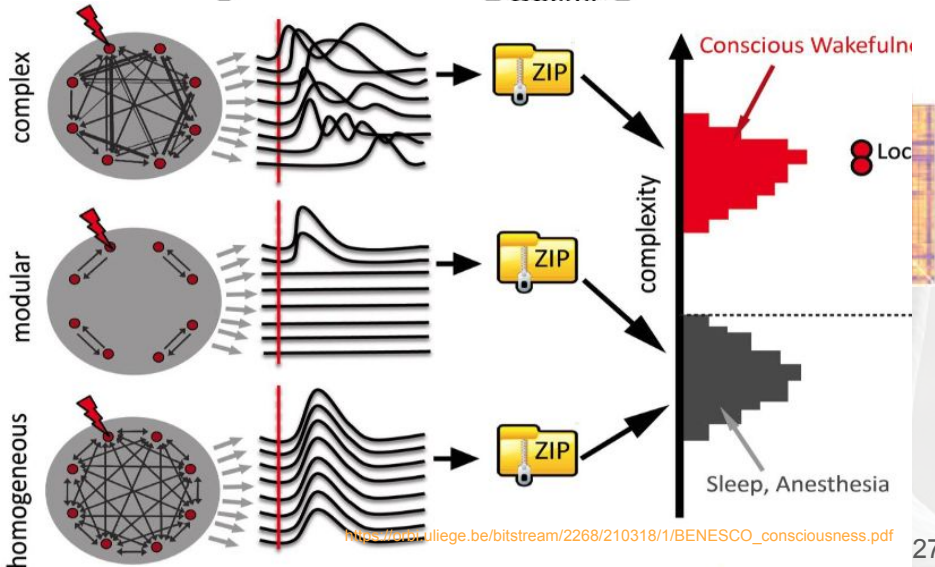 complex
ZIP
Conscious Wakefulne
Loc
modular
ZIP
complexity
homogeneous
ZIP
Sleep, Anesthesia
https://orbi.uliege.be/bitstream/2268/210318/1/BENESCO_consciousness.pdf
27